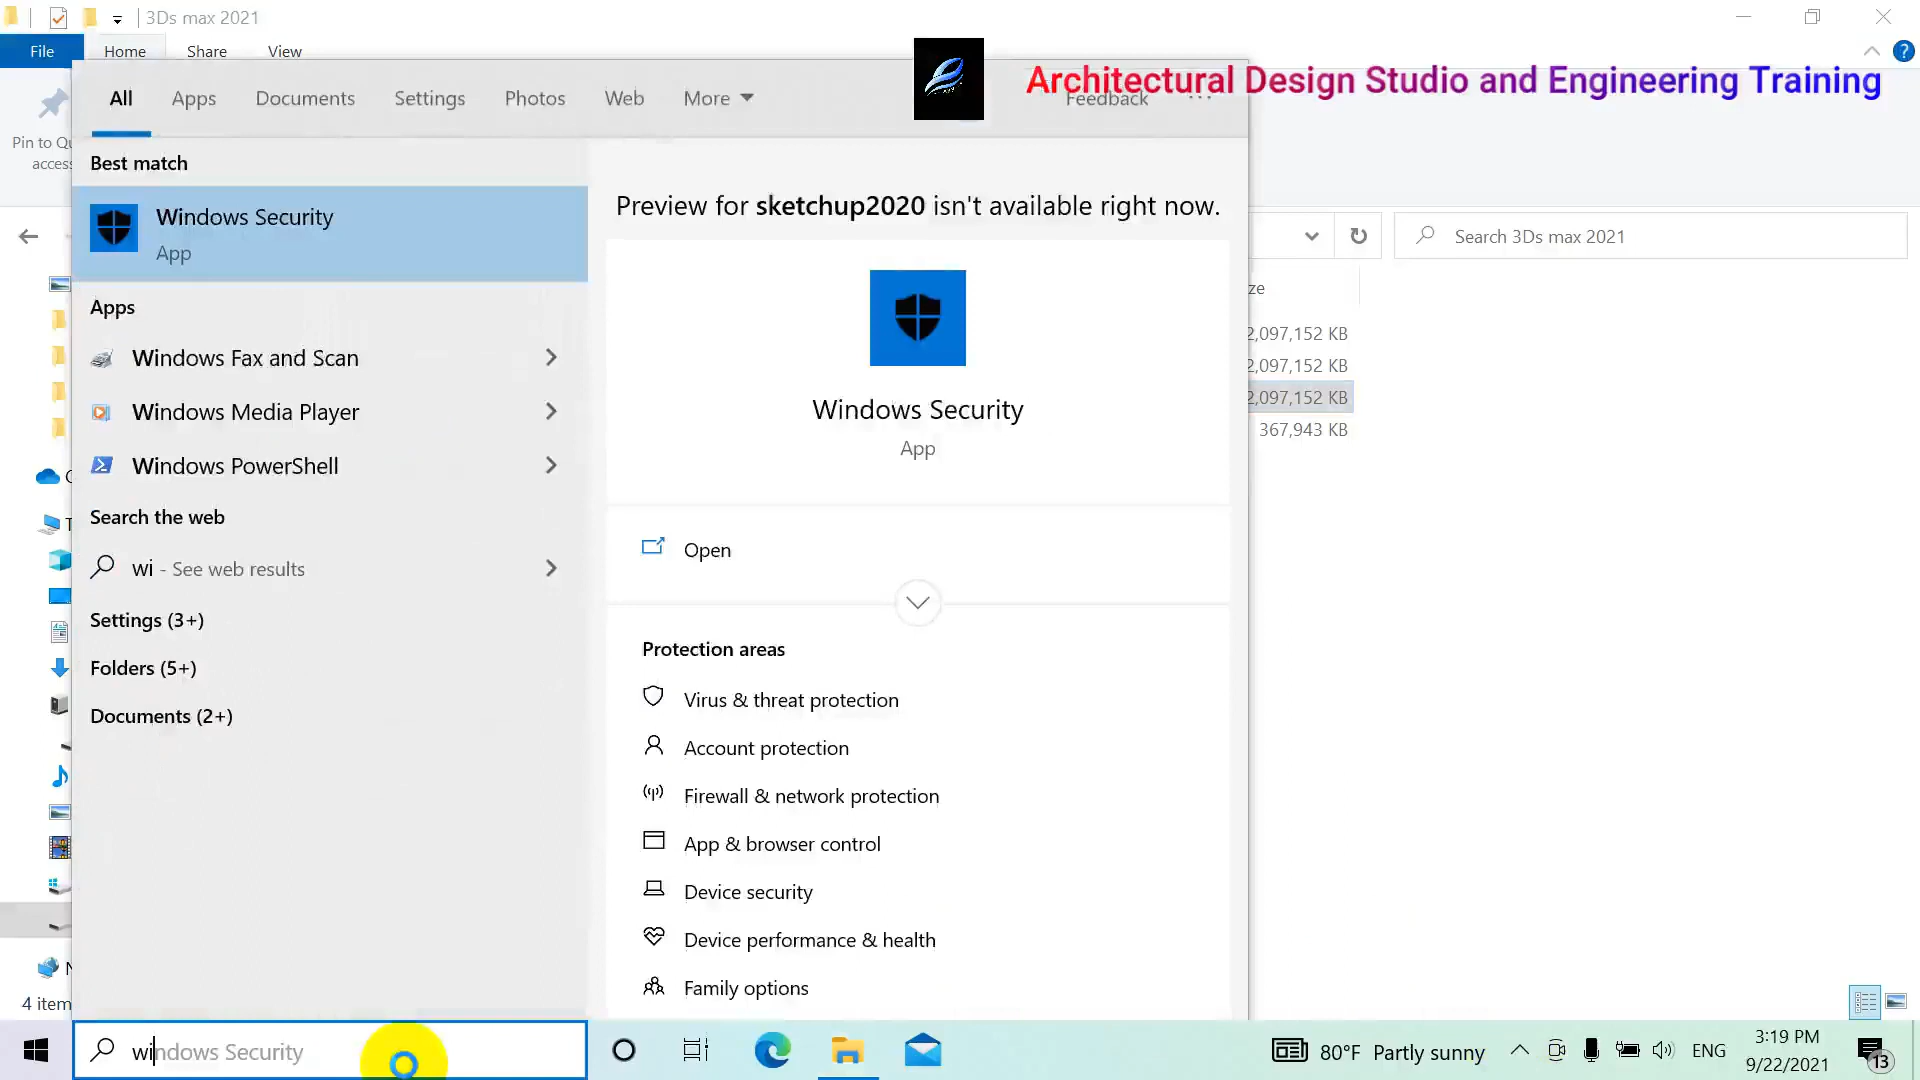 3Ds max 2021
File Home Share View
Architectural Design Studio and Engineering Training
All Apps Documents Settings Photos Web More Feedback ...
Pin to Qu
access
Best match
Windows Security
App
Apps
Windows Fax and Scan
Windows Media Player
Windows PowerShell
Search the web
wi - See web results
Settings (3+)
Folders (5+)
Documents (2+)
Preview for sketchup2020 isn't available right now.
Windows Security
App
Open
Protection areas
Virus & threat protection
Account protection
Firewall & network protection
App & browser control
Device security
Device performance & health
Family options
Search 3Ds max 2021
ze
2,097,152 KB
2,097,152 KB
2,097,152 KB
367,943 KB
4 item
windows Security
80°F Partly sunny
ENG
3:19 PM
9/22/2021
13